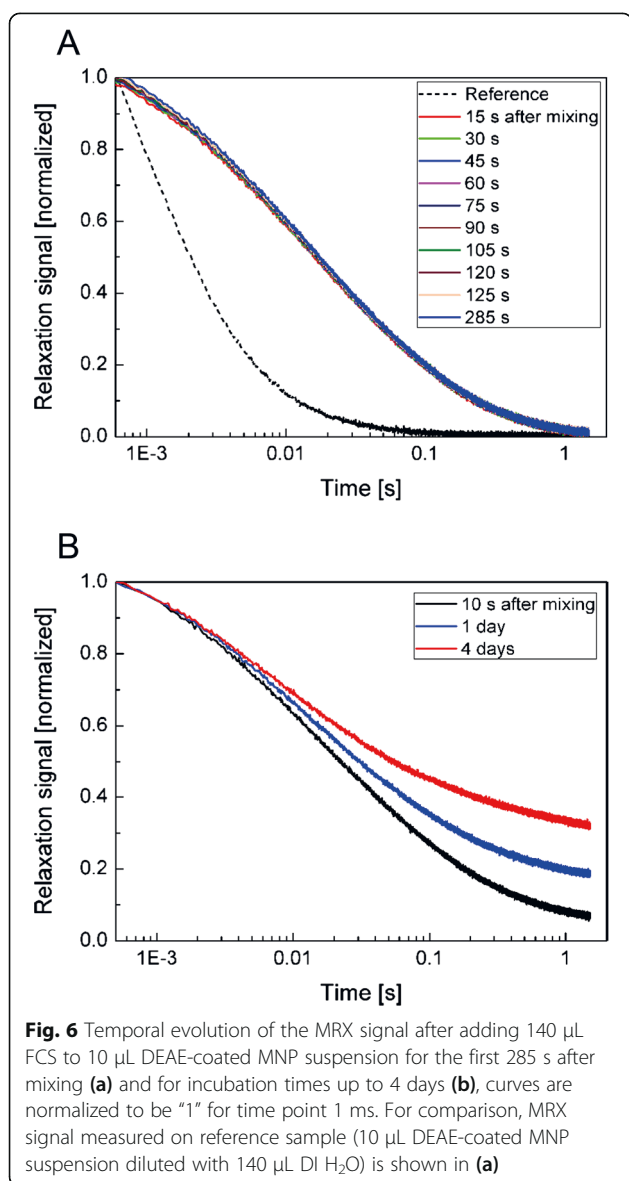 A
1.0
0.8
0.6
0.4
0.2
0.0
Relaxation signal [normalized]
Reference
15 s after mixing
30 s
45 s
60 s
75 s
90 s
105 s
120 s
125 s
285 s
1E-3
0.01
0.1
1
Time [s]
B
1.0
0.8
0.6
0.4
0.2
0.0
Relaxation signal [normalized]
10 s after mixing
1 day
4 days
1E-3
0.01
0.1
1
Time [s]
Fig. 6 Temporal evolution of the MRX signal after adding 140 μL
FCS to 10 μL DEAE-coated MNP suspension for the first 285 s after
mixing (a) and for incubation times up to 4 days (b), curves are
normalized to be “1” for time point 1 ms. For comparison, MRX
signal measured on reference sample (10 μL DEAE-coated MNP
suspension diluted with 140 μL DI H₂O) is shown in (a)